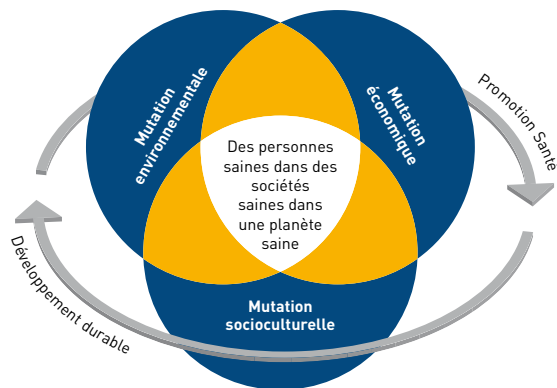 Mutation
environnementale
Mutation
économique
Promotion Santé
Des personnes
saines dans des
sociétés
saines dans
une planète
saine
Développement durable
Mutation
socioculturelle